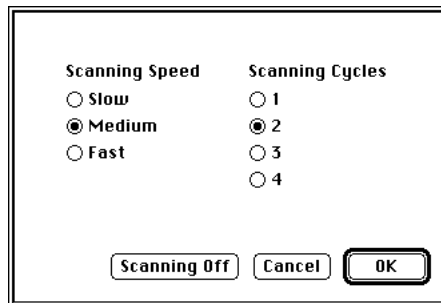 Scanning Speed
Slow
Medium
Fast
Scanning Cycles
1
2
3
4
Scanning Off
Cancel
OK